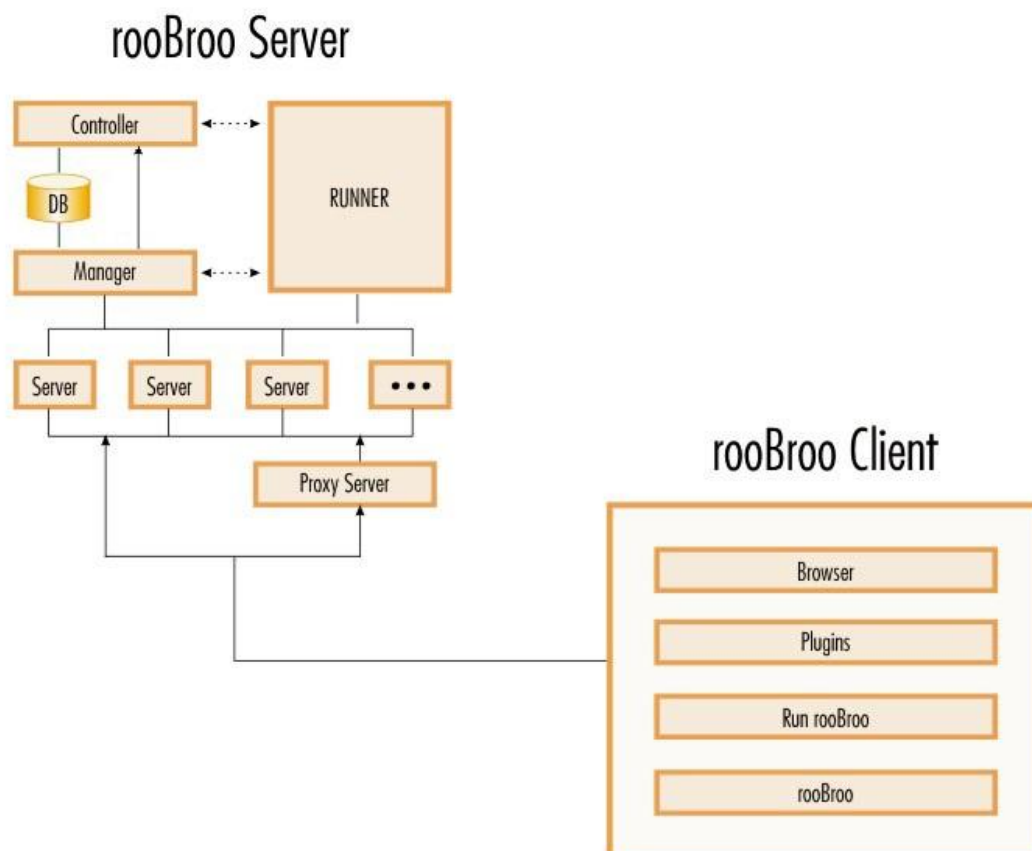 rooBroo Server
Controller
RUNNER
DB
Manager
Server
Server
Server
•••
Proxy Server
rooBroo Client
Browser
Plugins
Run rooBroo
rooBroo